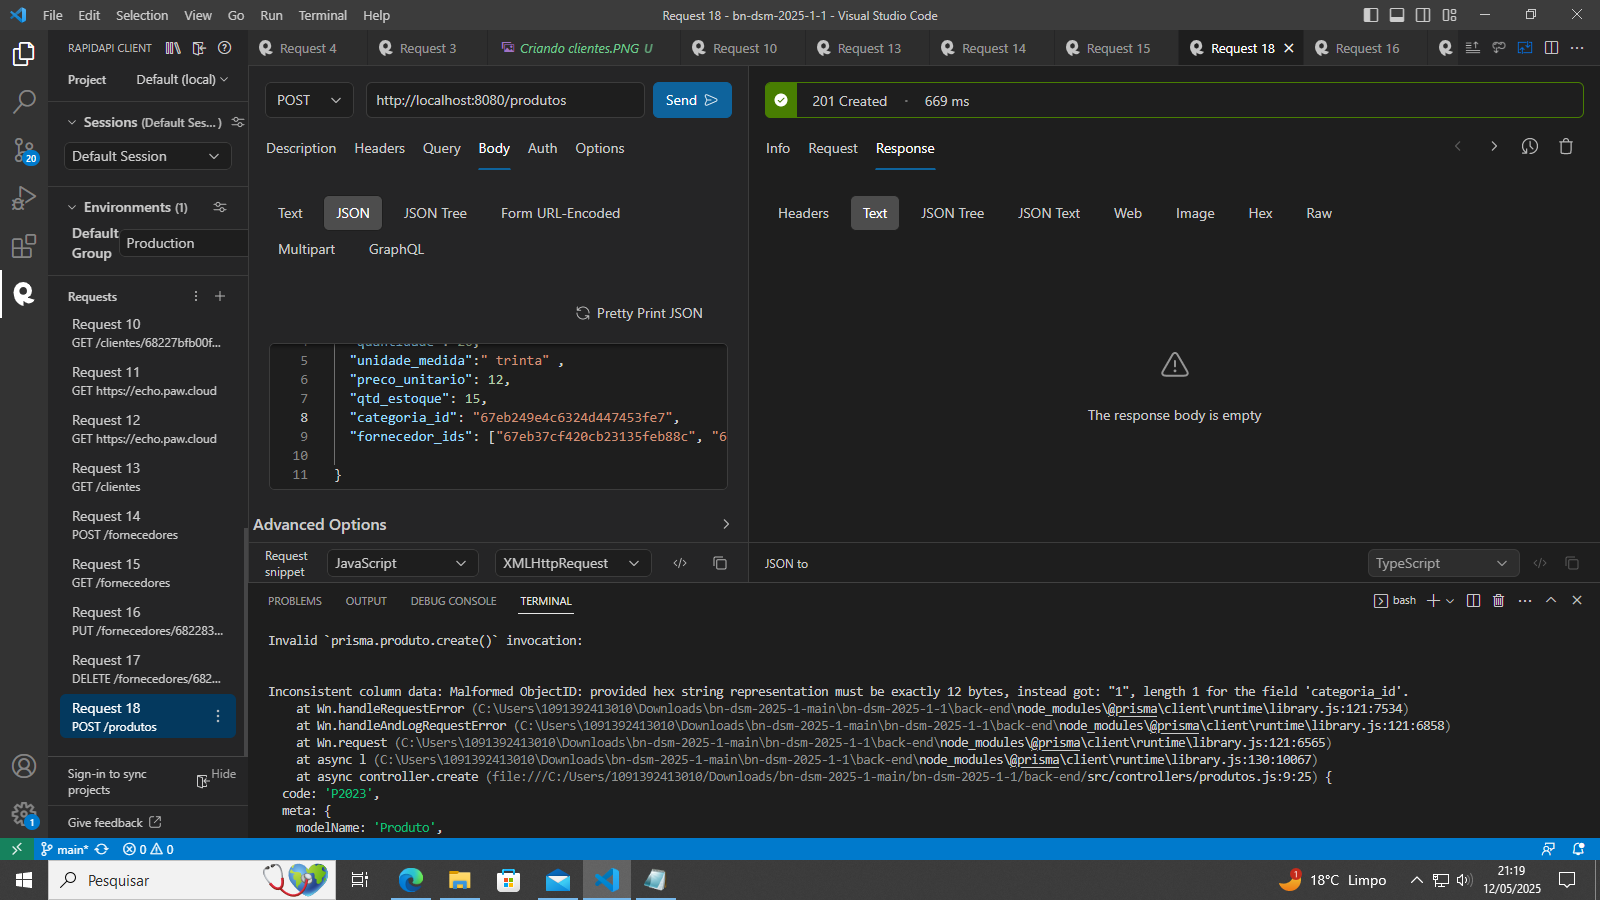 File Edit Selection View Go Run Terminal Help
Request 18 - bn-dsm-2025-1-1 - Visual Studio Code
RAPIDAPI CLIENT
Request 4 Request 3 Criando clientes.PNG U Request 10 Request 13 Request 14 Request 15 Request 18 Request 16
Project Default (local)
Sessions (Default Ses...)
Default Session
Environments (1)
Default Group
Production
Requests
Request 10
GET /clientes/68227bfb00f...
Request 11
GET https://echo.paw.cloud
Request 12
GET https://echo.paw.cloud
Request 13
GET /clientes
Request 14
POST /fornecedores
Request 15
GET /fornecedores
Request 16
PUT /fornecedores/682283...
Request 17
DELETE /fornecedores/682...
Request 18
POST /produtos
Sign-in to sync projects
Hide
Give feedback
20
1
POST http://localhost:8080/produtos Send
Description Headers Query Body Auth Options
Text JSON JSON Tree Form URL-Encoded
Multipart GraphQL
Pretty Print JSON
5 "unidade_medida":" trinta" ,
6 "preco_unitario": 12,
7 "qtd_estoque": 15,
8 "categoria_id": "67eb249e4c6324d447453fe7",
9 "fornecedor_ids": ["67eb37cf420cb23135feb88c", "6
10
11 }
Advanced Options
Request snippet JavaScript XMLHttpRequest
201 Created - 669 ms
Info Request Response
Headers Text JSON Tree JSON Text Web Image Hex Raw
The response body is empty
JSON to TypeScript
PROBLEMS OUTPUT DEBUG CONSOLE TERMINAL
bash
Invalid `prisma.produto.create()` invocation:
Inconsistent column data: Malformed ObjectID: provided hex string representation must be exactly 12 bytes, instead got: "1", length 1 for the field 'categoria_id'.
at Wn.handleRequestError (C:\Users\1091392413010\Downloads\bn-dsm-2025-1-main\bn-dsm-2025-1-1\back-end\node_modules\@prisma\client\runtime\library.js:121:7534)
at Wn.handleAndLogRequestError (C:\Users\1091392413010\Downloads\bn-dsm-2025-1-main\bn-dsm-2025-1-1\back-end\node_modules\@prisma\client\runtime\library.js:121:6858)
at Wn.request (C:\Users\1091392413010\Downloads\bn-dsm-2025-1-main\bn-dsm-2025-1-1\back-end\node_modules\@prisma\client\runtime\library.js:121:6565)
at async l (C:\Users\1091392413010\Downloads\bn-dsm-2025-1-main\bn-dsm-2025-1-1\back-end\node_modules\@prisma\client\runtime\library.js:130:10067)
at async controller.create (file:///C:/Users/1091392413010/Downloads/bn-dsm-2025-1-main/bn-dsm-2025-1-1/back-end/src/controllers/produtos.js:9:25) {
code: 'P2023',
meta: {
modelName: 'Produto',
main* 0 0
Pesquisar
1
18°C Limpo
21:19
12/05/2025